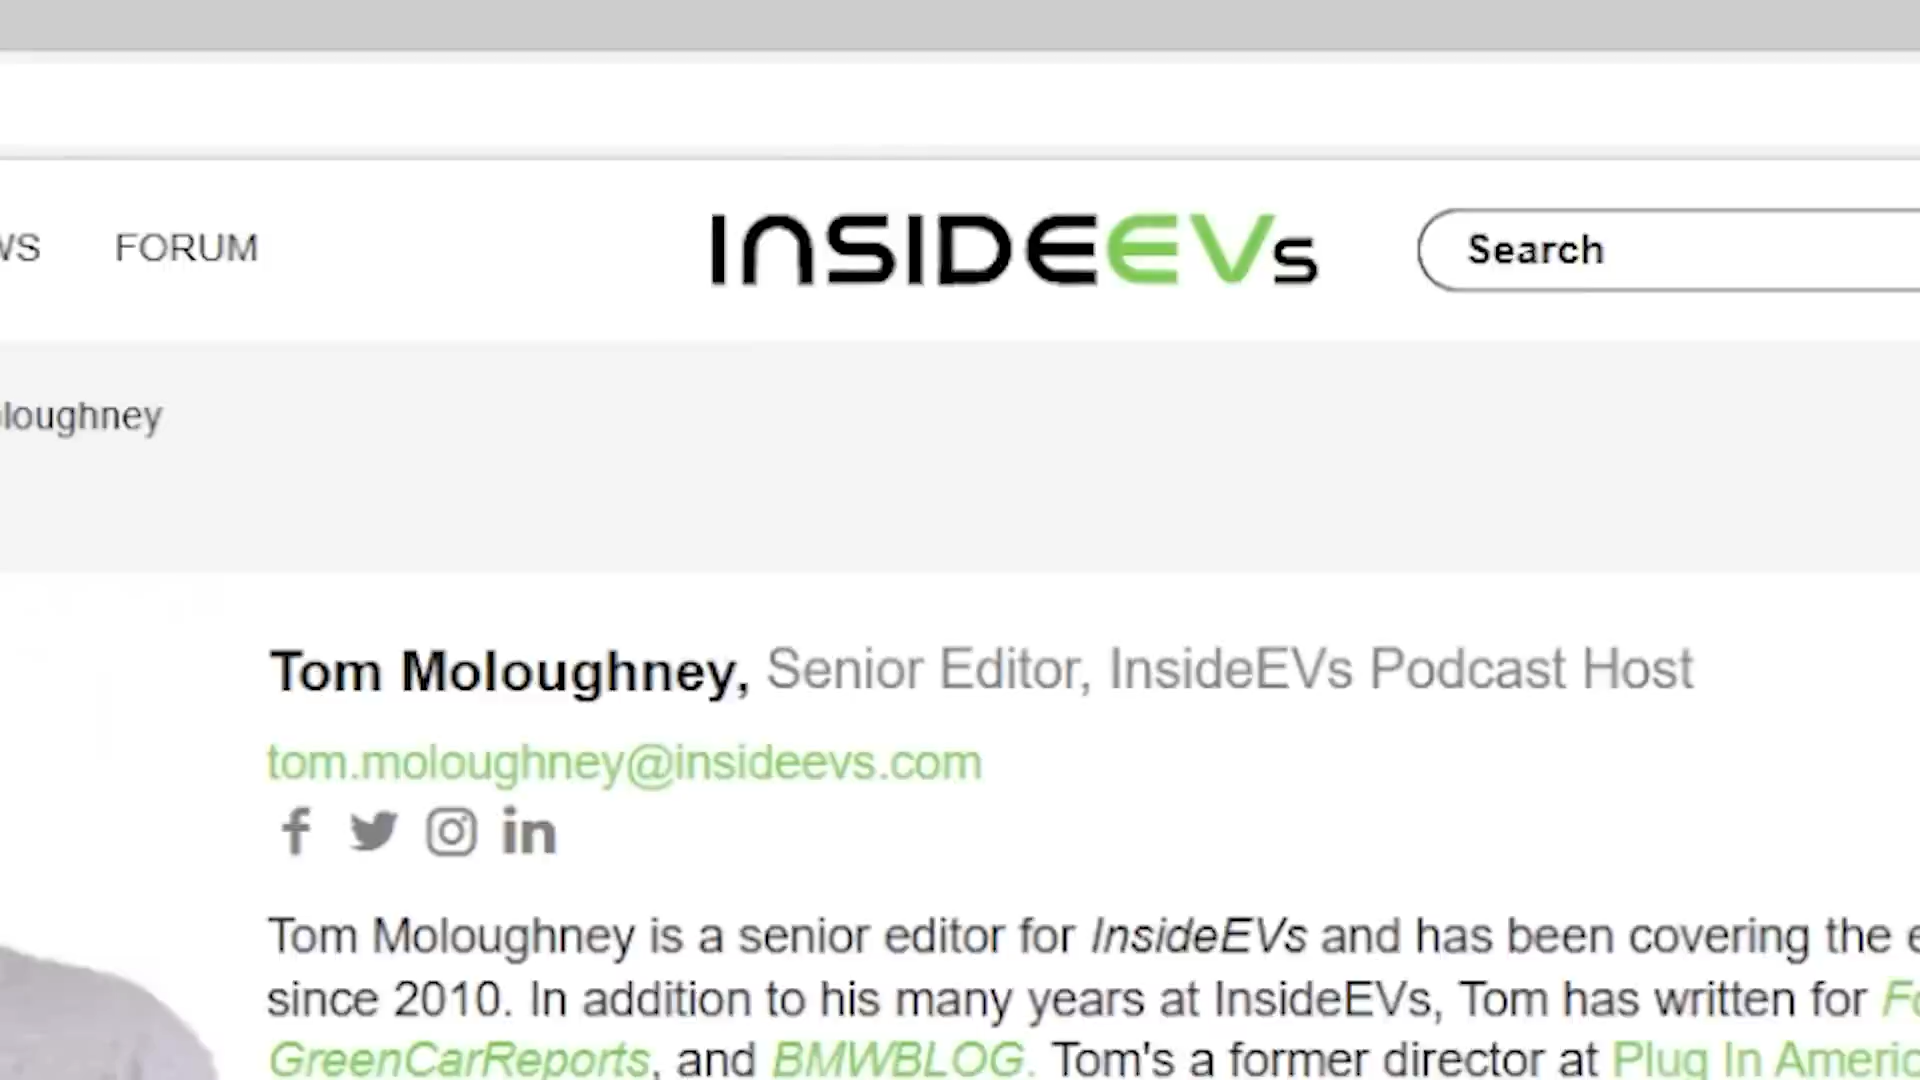 FORUM
INSIDEEVs
Search
Tom Moloughney, Senior Editor, InsideEVs Podcast Host
tom.moloughney@insideevs.com
Tom Moloughney is a senior editor for InsideEVs and has been covering the
since 2010. In addition to his many years at InsideEVs, Tom has written for
GreenCarReports, and BMWBLOG. Tom's a former director at Plug In